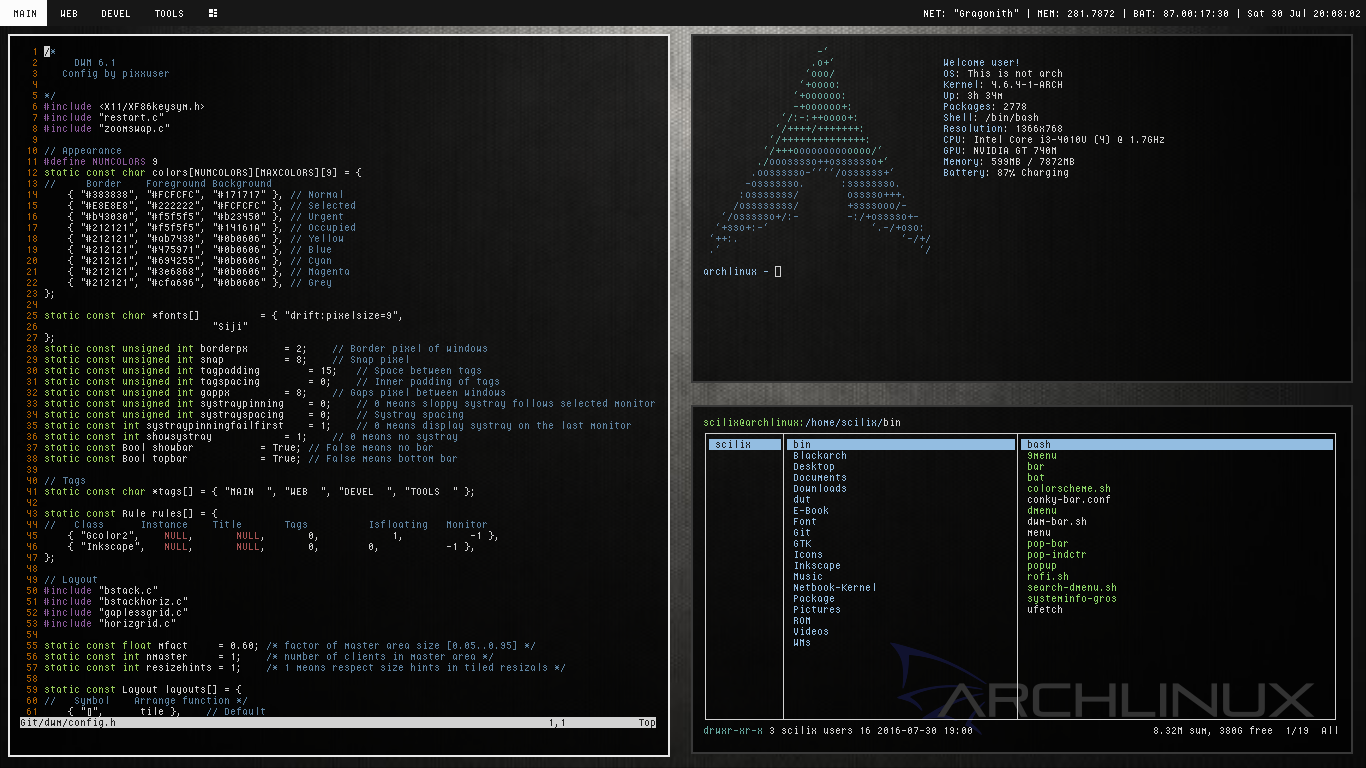 MAIN WEB DEVEL TOOLS
NET: "Gragonith" | MEM: 281.7872 | BAT: 87.00:17:30 | Sat 30 Jul 20:08:02
1 /*
2 DWM 6.1
3 Config by pixxuser
4
5 */
6 #include <X11/XF86keysym.h>
7 #include "restart.c"
8 #include "zoomswap.c"
9
10 // Appearance
11 #define NUMCOLORS 9
12 static const char colors[NUMCOLORS][MAXCOLORS][9] = {
13 // Border Foreground Background
14 { "#383838", "#FCFCFC", "#171717" }, // Normal
15 { "#E8E8E8", "#222222", "#FCFCFC" }, // Selected
16 { "#b43030", "#f5f5f5", "#b23450" }, // Urgent
17 { "#212121", "#f5f5f5", "#14161A" }, // Occupied
18 { "#212121", "#ab7438", "#0b0606" }, // Yellow
19 { "#212121", "#475971", "#0b0606" }, // Blue
20 { "#212121", "#694255", "#0b0606" }, // Cyan
21 { "#212121", "#3e6868", "#0b0606" }, // Magenta
22 { "#212121", "#cfa696", "#0b0606" }, // Grey
23 };
24
25 static const char *fonts[] = { "drift:pixelsize=9",
26 "Siji"
27 };
28 static const unsigned int borderpx = 2; // Border pixel of windows
29 static const unsigned int snap = 8; // Snap pixel
30 static const unsigned int tagpadding = 15; // Space between tags
31 static const unsigned int tagspacing = 0; // Inner padding of tags
32 static const unsigned int gappx = 8; // Gaps pixel between windows
33 static const unsigned int systraypinning = 0; // 0 means sloppy systray follows selected monitor
34 static const unsigned int systrayspacing = 0; // Systray spacing
35 static const int systraypinningfailfirst = 1; // 0 means display systray on the last monitor
36 static const int showsystray = 1; // 0 means no systray
37 static const Bool showbar = True; // False means no bar
38 static const Bool topbar = True; // False means bottom bar
39
40 // Tags
41 static const char *tags[] = { "MAIN ", "WEB ", "DEVEL ", "TOOLS " };
42
43 static const Rule rules[] = {
44 // Class Instance Title Tags Isfloating Monitor
45 { "Gcolor2", NULL, NULL, 0, 1, -1 },
46 { "Inkscape", NULL, NULL, 0, 0, -1 },
47 };
48
49 // Layout
50 #include "bstack.c"
51 #include "bstackhoriz.c"
52 #include "gaplessgrid.c"
53 #include "horizgrid.c"
54
55 static const float mfact = 0.60; /* factor of master area size [0.05..0.95] */
56 static const int nmaster = 1; /* number of clients in master area */
57 static const int resizehints = 1; /* 1 means respect size hints in tiled resizals */
58
59 static const Layout layouts[] = {
60 // Symbol Arrange function */
61 { "[]", tile }, // Default
Git/dwm/config.h 1,1 Top
Welcome user!
OS: This is not arch
Kernel: 4.6.4-1-ARCH
Up: 3h 34m
Packages: 2778
Shell: /bin/bash
Resolution: 1366x768
CPU: Intel Core i3-4010U (4) @ 1.7GHz
GPU: NVIDIA GT 740M
Memory: 599MB / 7872MB
Battery: 87% Charging
archlinux ~
scilix@archlinux:/home/scilix/bin
scilix bin bash
Blackarch 9menu
Desktop bar
Documents bat
Downloads colorscheme.sh
dut conky-bar.conf
E-Book dmenu
Font dwm-bar.sh
Git menu
GTK pop-bar
Icons pop-indctr
Inkscape popup
Music rofi.sh
Netbook-Kernel search-dmenu.sh
Package systeminfo-gros
Pictures ufetch
ROM
Videos
WMs
ARCHLINUX
drwxr-xr-x 3 scilix users 16 2016-07-30 19:00 8.32M sum, 380G free 1/19 All